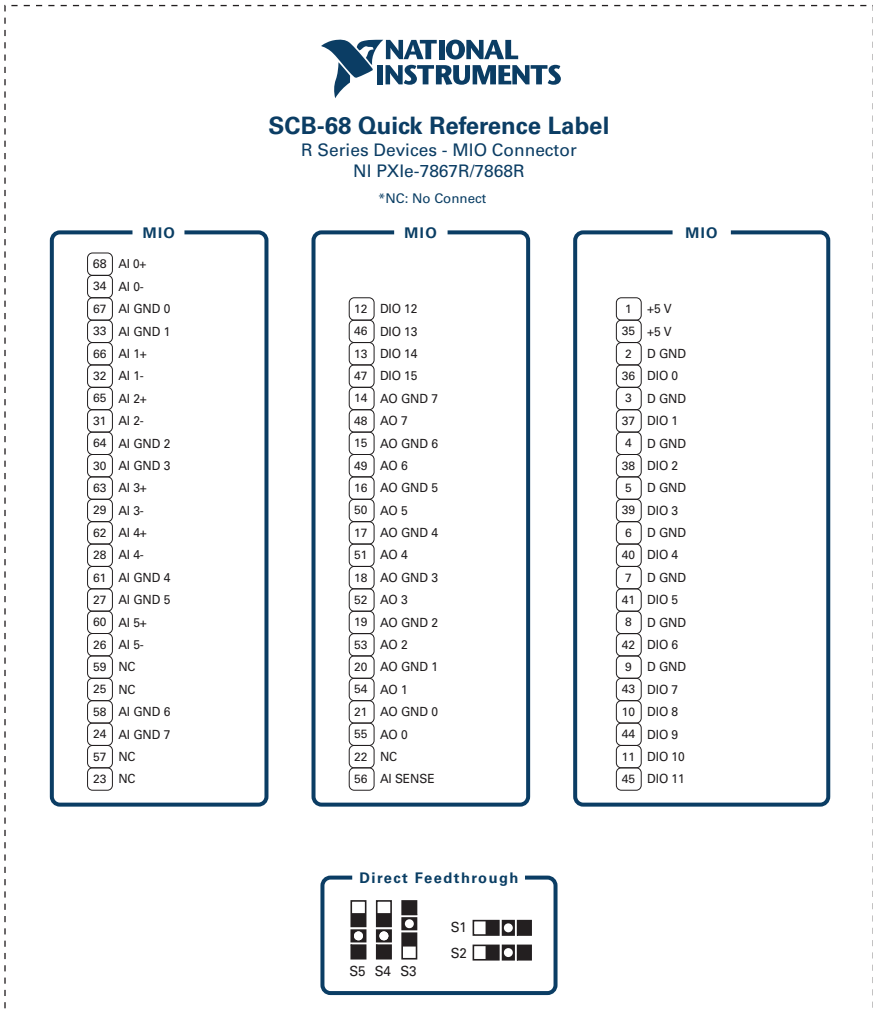 NATIONAL
INSTRUMENTS
SCB-68 Quick Reference Label
R Series Devices - MIO Connector
NI PXIe-7867R/7868R
*NC: No Connect
MIO
68 AI 0+
34 AI 0-
67 AI GND 0
33 AI GND 1
66 AI 1+
32 AI 1-
65 AI 2+
31 AI 2-
64 AI GND 2
30 AI GND 3
63 AI 3+
29 AI 3-
62 AI 4+
28 AI 4-
61 AI GND 4
27 AI GND 5
60 AI 5+
26 AI 5-
59 NC
25 NC
58 AI GND 6
24 AI GND 7
57 NC
23 NC
MIO
12 DIO 12
46 DIO 13
13 DIO 14
47 DIO 15
14 AO GND 7
48 AO 7
15 AO GND 6
49 AO 6
16 AO GND 5
50 AO 5
17 AO GND 4
51 AO 4
18 AO GND 3
52 AO 3
19 AO GND 2
53 AO 2
20 AO GND 1
54 AO 1
21 AO GND 0
55 AO 0
22 NC
56 AI SENSE
MIO
1 +5 V
35 +5 V
2 D GND
36 DIO 0
3 D GND
37 DIO 1
4 D GND
38 DIO 2
5 D GND
39 DIO 3
6 D GND
40 DIO 4
7 D GND
41 DIO 5
8 D GND
42 DIO 6
9 D GND
43 DIO 7
10 DIO 8
44 DIO 9
11 DIO 10
45 DIO 11
Direct Feedthrough
S1
S2
S5 S4 S3